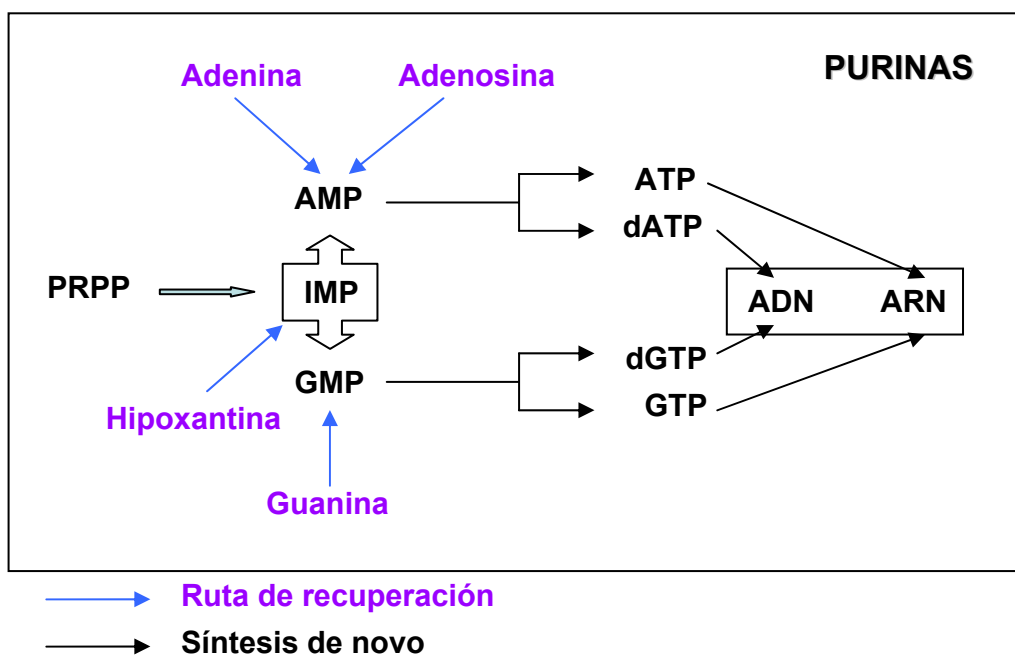 PURINAS
Adenina Adenosina
AMP
ATP
dATP
PRPP
IMP
ADN ARN
GMP
dGTP
GTP
Hipoxantina
Guanina
Ruta de recuperación
Síntesis de novo